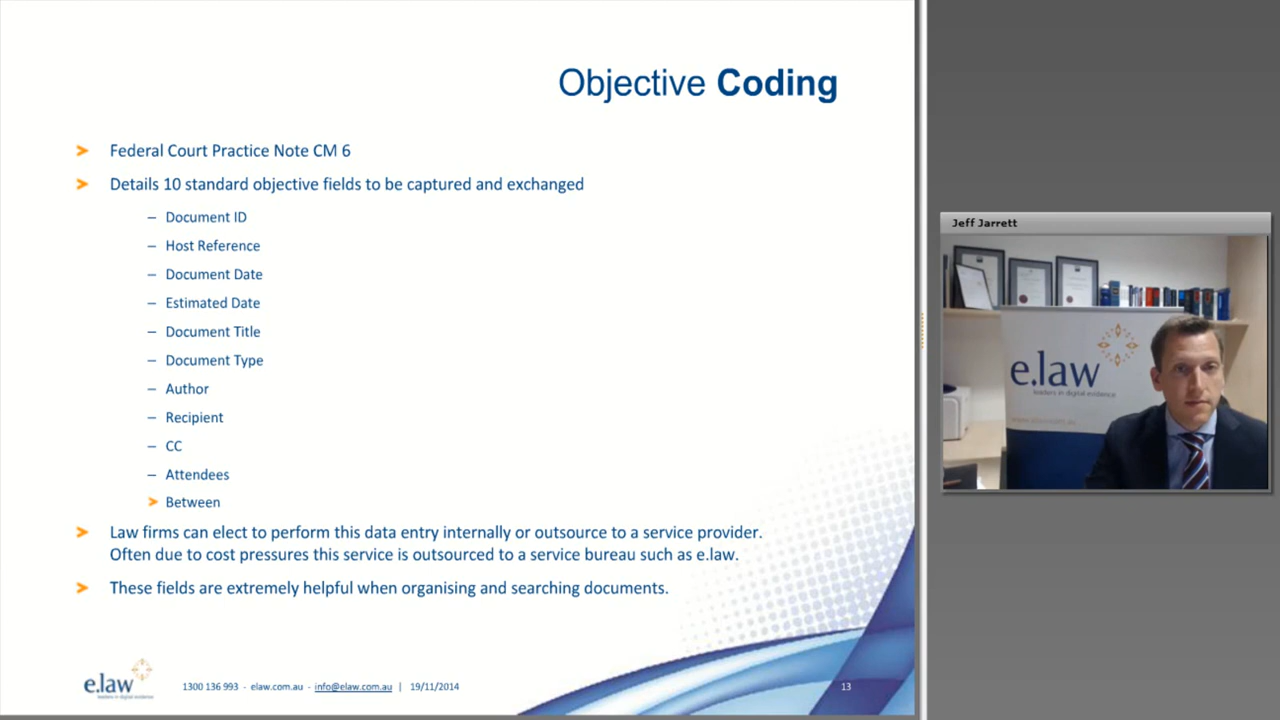 Objective Coding
> Federal Court Practice Note CM 6
> Details 10 standard objective fields to be captured and exchanged
– Document ID
– Host Reference
– Document Date
– Estimated Date
– Document Title
– Document Type
– Author
– Recipient
– CC
– Attendees
> Between
> Law firms can elect to perform this data entry internally or outsource to a service provider.
Often due to cost pressures this service is outsourced to a service bureau such as e.law.
> These fields are extremely helpful when organising and searching documents.
e.law
leaders in digital evidence
1300 136 993 - elaw.com.au - info@elaw.com.au | 19/11/2014
13
Jeff Jarrett
e.law
leaders in digital evidence